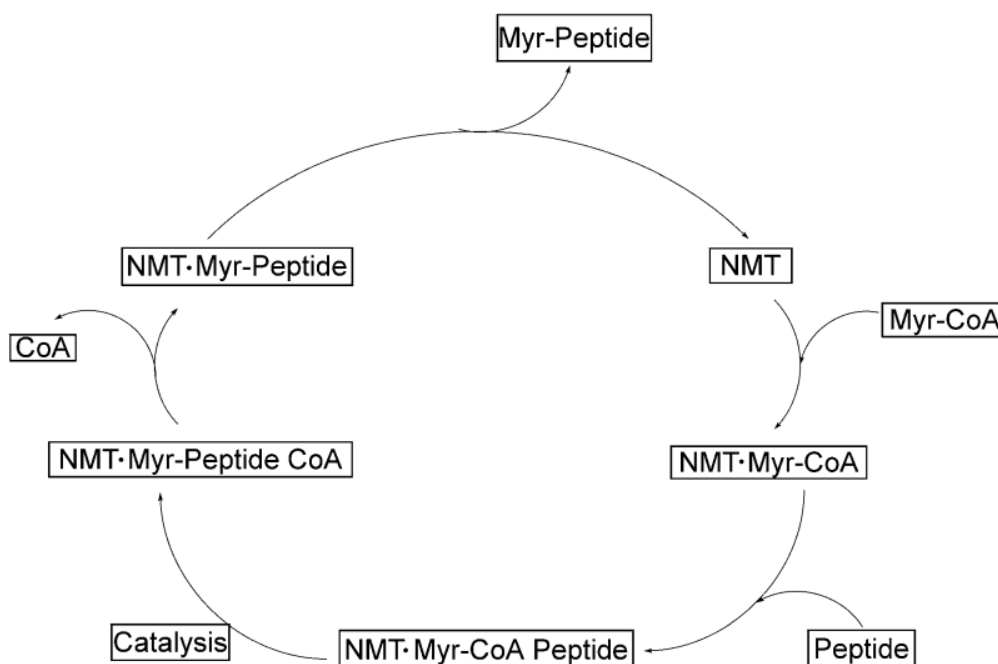 Myr-Peptide
NMT·Myr-Peptide
NMT
Myr-CoA
CoA
NMT·Myr-Peptide CoA
NMT·Myr-CoA
Catalysis
NMT·Myr-CoA Peptide
Peptide